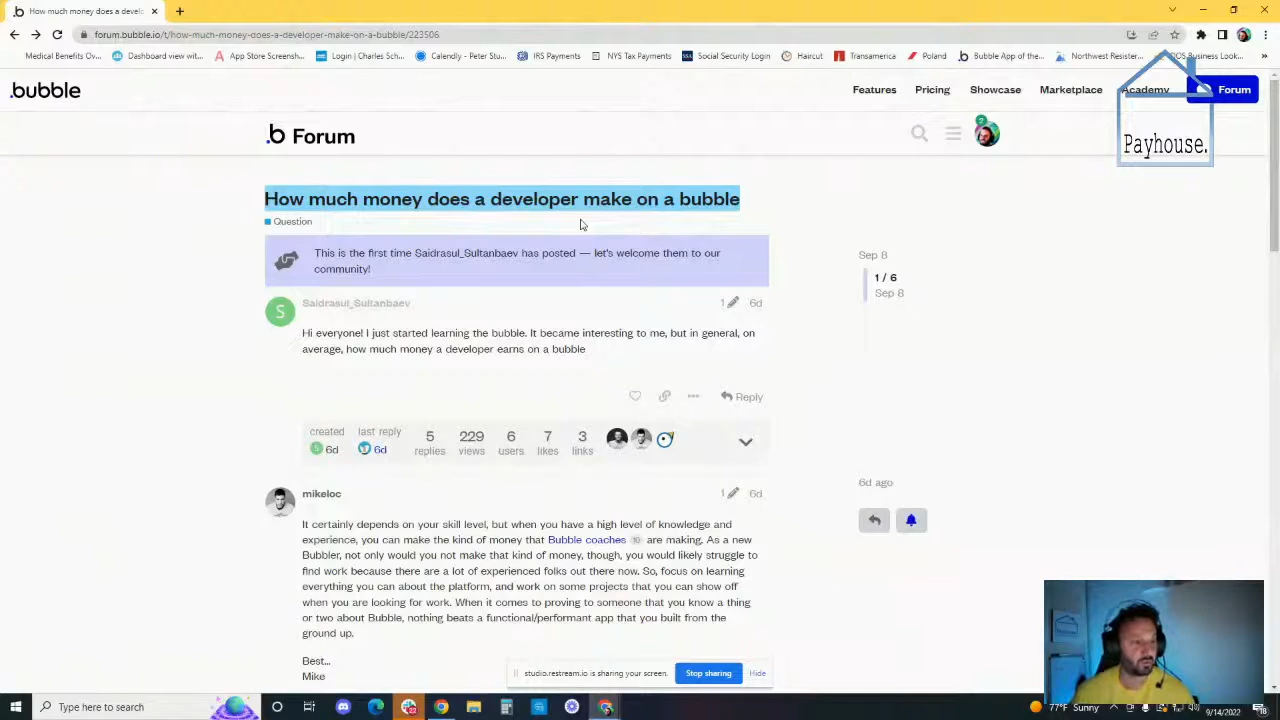 How much money does a develo
forum.bubble.io/t/how-much-money-does-a-developer-make-on-a-bubble/223506
Medical Benefits Ov... Dashboard view - wit... App Store Screensh... Login | Charles Sch... Calendly - Peter Stu... IRS Payments NYS Tax Payments Social Security Login Haircut Transamerica Poland Bubble App of the... Northwest Register... Business Look...
.bubble
Features Pricing Showcase Marketplace Academy Forum
.b Forum
2
Payhouse.
How much money does a developer make on a bubble
Question
This is the first time Saidrasul_Sultanbaev has posted — let's welcome them to our
community!
Sep 8
1 / 6
Sep 8
S
Saidrasul_Sultanbaev 1 6d
Hi everyone! I just started learning the bubble. It became interesting to me, but in general, on
average, how much money a developer earns on a bubble
Reply
created last reply 5 229 6 7 3
S 6d 6d replies views users likes links
6d ago
mikeloc 1 6d
It certainly depends on your skill level, but when you have a high level of knowledge and
experience, you can make the kind of money that Bubble coaches 10 are making. As a new
Bubbler, not only would you not make that kind of money, though, you would likely struggle to
find work because there are a lot of experienced folks out there now. So, focus on learning
everything you can about the platform, and work on some projects that you can show off
when you are looking for work. When it comes to proving to someone that you know a thing
or two about Bubble, nothing beats a functional/performant app that you built from the
ground up.
Best...
Mike
studio.restream.io is sharing your screen. Stop sharing Hide
Type here to search
22
77°F Sunny
9/14/2022
18